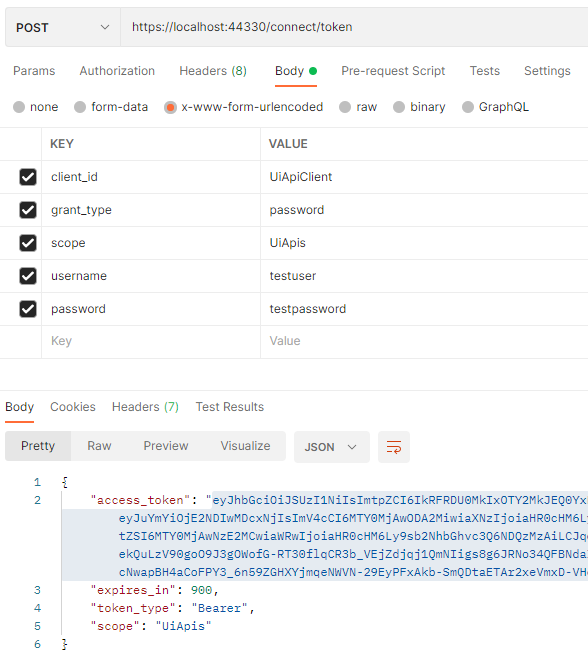 POST https://localhost:44330/connect/token
Params Authorization Headers (8) Body Pre-request Script Tests Settings
none form-data x-www-form-urlencoded raw binary GraphQL
KEY VALUE
client_id UiApiClient
grant_type password
scope UiApis
username testuser
password testpassword
Key Value
Body Cookies Headers (7) Test Results
Pretty Raw Preview Visualize JSON
1 {
2 "access_token": "eyJhbGciOiJSUzI1NiIsImtpZCI6IkRFRDU0MkIxOTY2MkJEQ0Yx
eyJuYmYiOjE2NDIwMDcxNjIsImV4cCI6MTY0MjAwODA2MiwiaXNzIjoiaHR0cHM6Ly
tZSI6MTY0MjAwNzE2MCwiaWRwIjoiaHR0cHM6Ly9sb2NhbGhvc3Q6NDQzMzAiLCJq
ekQuLzV90goO9J3gOWofG-RT30flqCR3b_VEjZdjqj1QmNIigs8g6JRNo34QFBNda
cNwapBH4aCoFPY3_6n59ZGHXYjmqeNWVN-29EyPFxAkb-SmQDtaETAr2xeVmxD-VH
3 "expires_in": 900,
4 "token_type": "Bearer",
5 "scope": "UiApis"
6 }